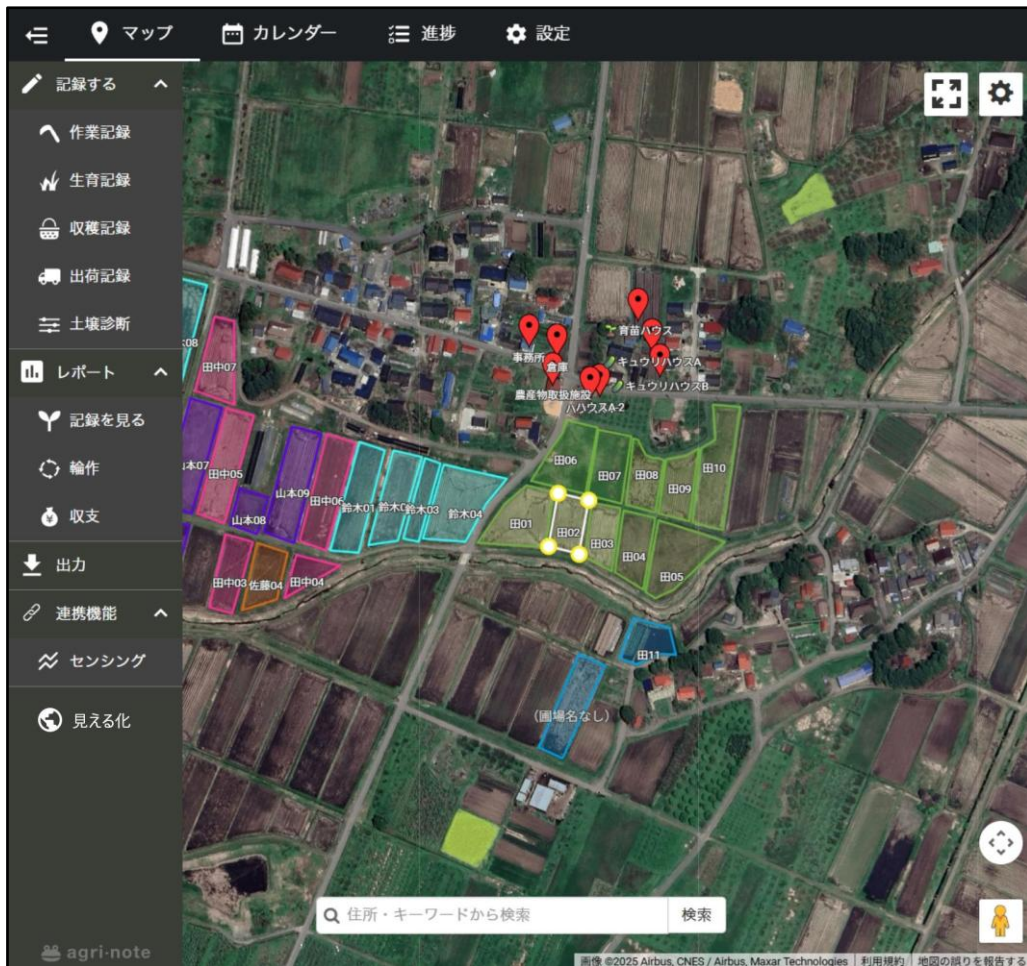 マップ
カレンダー
進捗
設定
記録する
作業記録
生育記録
収穫記録
出荷記録
土壌診断
レポート
記録を見る
輪作
収支
出力
連携機能
センシング
見える化
agri-note
育苗ハウス
事務所
倉庫
キュウリハウスA
キュウリハウスB
農産物取扱施設
田中07
山本07
田中05
山本08
山本09
田中06
鈴木01
鈴木03
鈴木04
田06
田07
田08
田09
田10
田01
田02
田03
田04
田05
田中03
佐藤04
田中04
田11
(圃場名なし)
住所・キーワードから検索
検索
画像 ©2025 Airbus, CNES / Airbus, Maxar Technologies
利用規約
地図の誤りを報告する